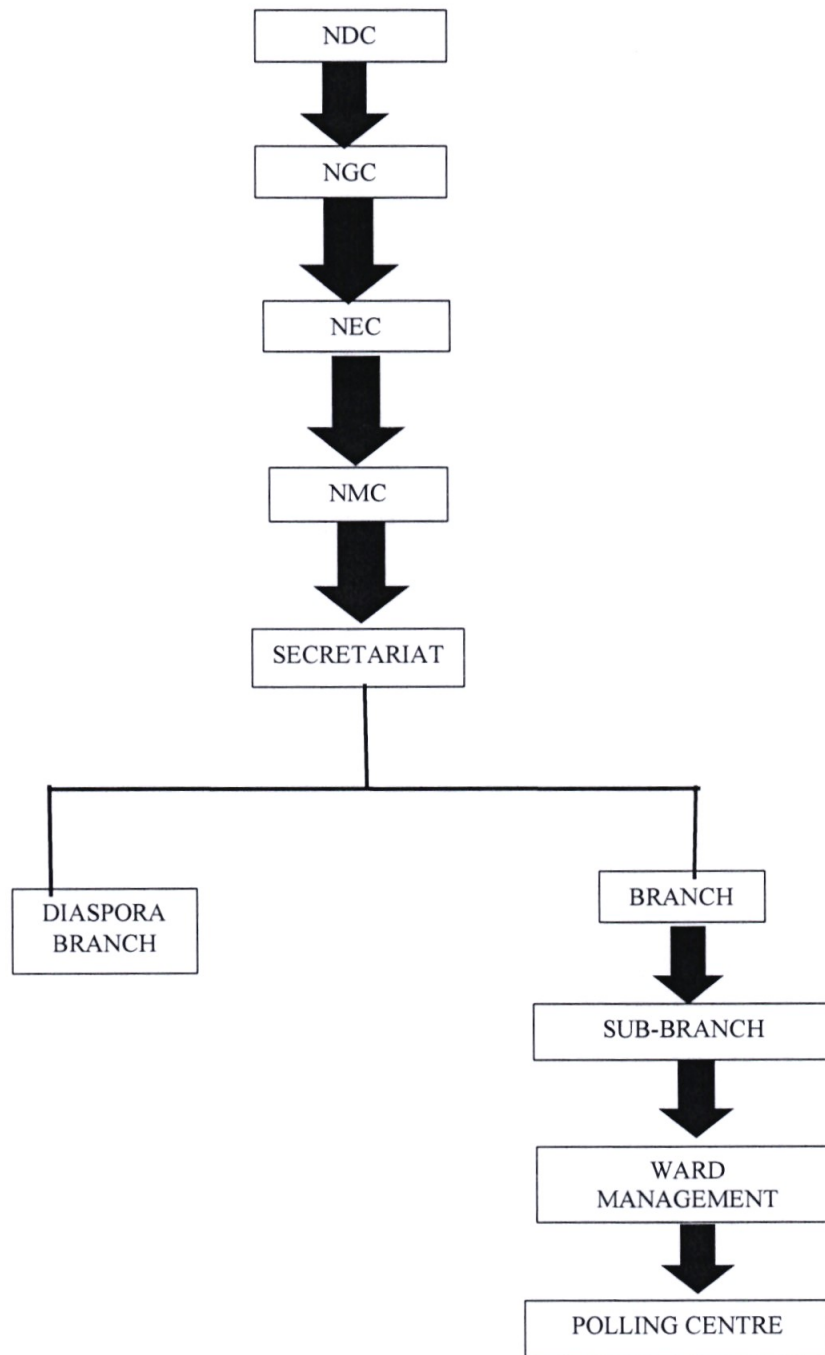 NDC
NGC
NEC
NMC
SECRETARIAT
DIASPORA
BRANCH
BRANCH
SUB-BRANCH
WARD
MANAGEMENT
POLLING CENTRE